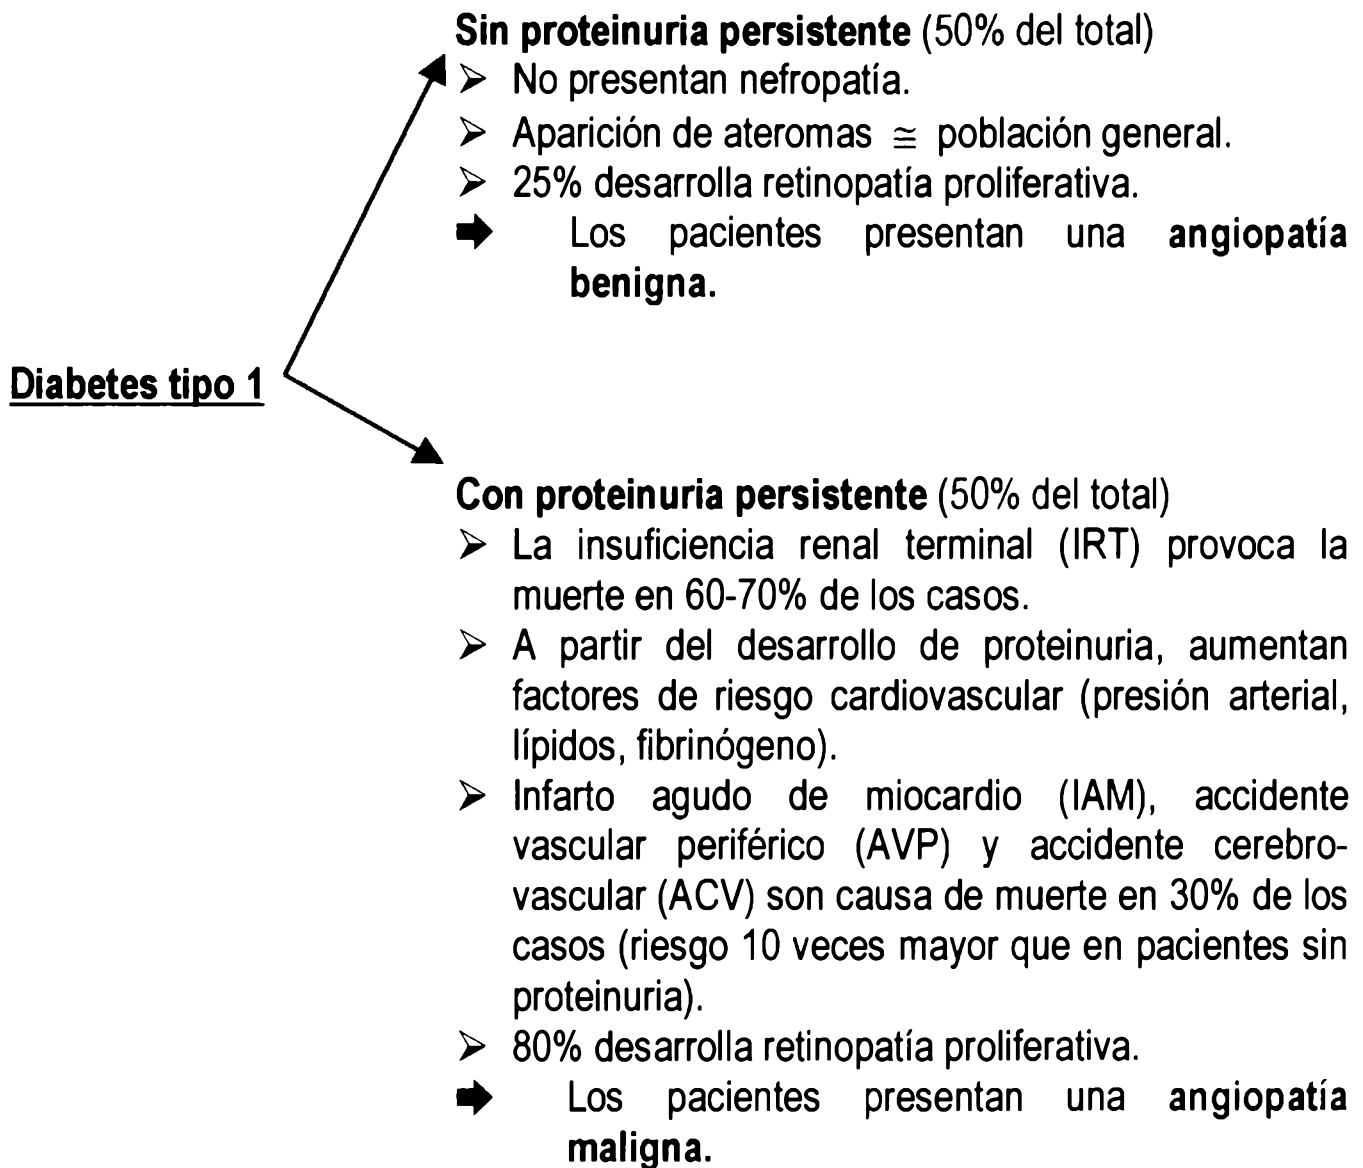 Sin proteinuria persistente (50% del total)
➢ No presentan nefropatía.
➢ Aparición de ateromas ≅ población general.
➢ 25% desarrolla retinopatía proliferativa.
➡ Los pacientes presentan una angiopatía
benigna.
Diabetes tipo 1
Con proteinuria persistente (50% del total)
➢ La insuficiencia renal terminal (IRT) provoca la
muerte en 60-70% de los casos.
➢ A partir del desarrollo de proteinuria, aumentan
factores de riesgo cardiovascular (presión arterial,
lípidos, fibrinógeno).
➢ Infarto agudo de miocardio (IAM), accidente
vascular periférico (AVP) y accidente cerebro-
vascular (ACV) son causa de muerte en 30% de los
casos (riesgo 10 veces mayor que en pacientes sin
proteinuria).
➢ 80% desarrolla retinopatía proliferativa.
➡ Los pacientes presentan una angiopatía
maligna.